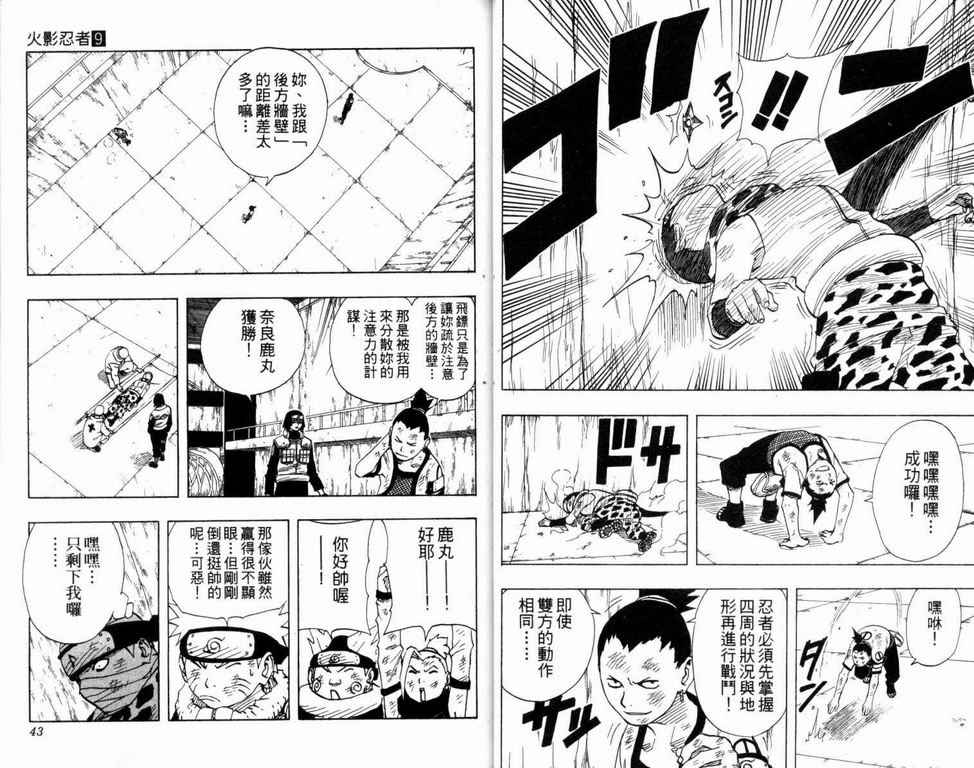 ゴ
ン
ズコ
!!
嘿嘿嘿嘿…
成功囉！
ドサ
嘿咻！
タン
忍者必須先掌握
四周的狀況與地
形再進行戰鬥！
即使
雙方的動作
相同…
サッ
火影忍者9
妳、我跟「
後方牆壁」
的距離差太
多了嘛…
飛鏢只是為了
讓妳疏於注意
後方的牆壁…
那是被我用
來分散妳的
注意力的計
謀！
奈良鹿丸
獲勝！
鹿丸——！
好耶——！
你好帥喔
——！
那傢伙雖然
贏得很不顯
眼…但剛剛
倒還挺帥的
呢…可惡！
嘿嘿…
只剩下我囉
……
43